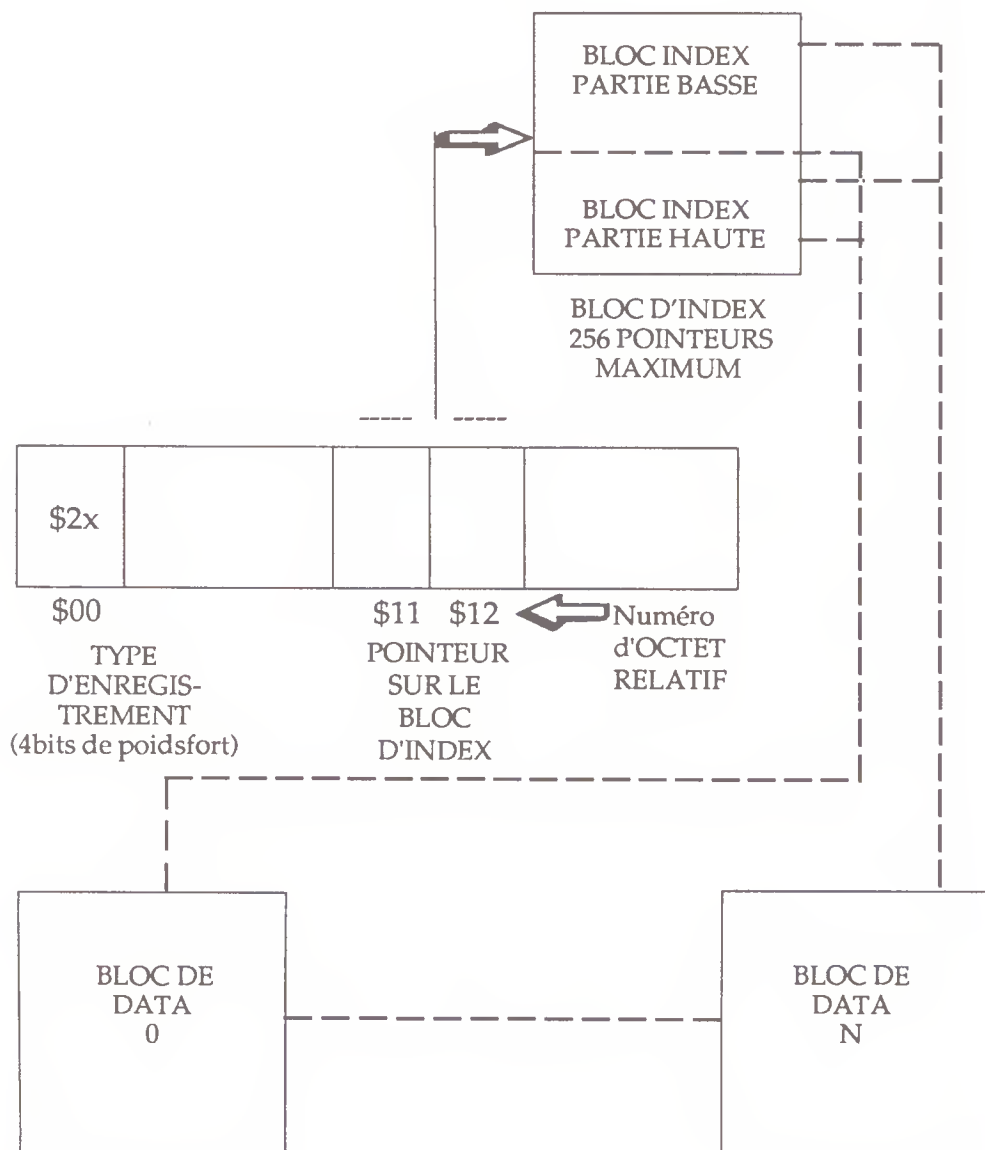 BLOC INDEX
PARTIE BASSE
BLOC INDEX
PARTIE HAUTE
BLOC D'INDEX
256 POINTEURS
MAXIMUM
$2x
$00
TYPE
D'ENREGIS-
TREMENT
(4bits de poidsfort)
$11 $12
POINTEUR
SUR LE
BLOC
D'INDEX
Numéro
d'OCTET
RELATIF
BLOC DE
DATA
0
BLOC DE
DATA
N